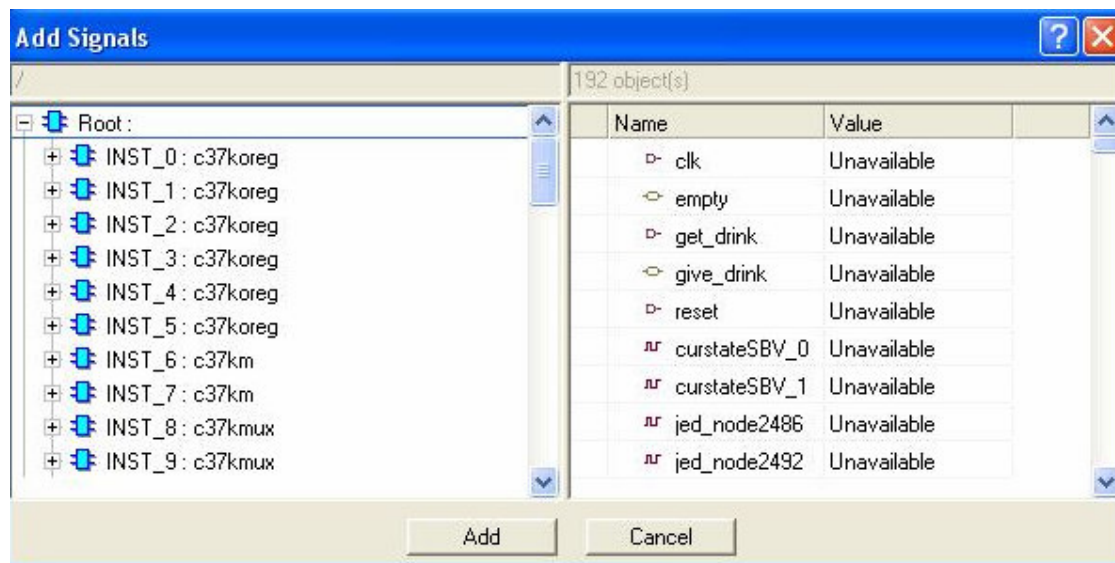 Add Signals
/
192 object(s)
Root :
INST_0 : c37koreg
INST_1 : c37koreg
INST_2 : c37koreg
INST_3 : c37koreg
INST_4 : c37koreg
INST_5 : c37koreg
INST_6 : c37km
INST_7 : c37km
INST_8 : c37kmux
INST_9 : c37kmux
Name Value
clk Unavailable
empty Unavailable
get_drink Unavailable
give_drink Unavailable
reset Unavailable
curstateSBV_0 Unavailable
curstateSBV_1 Unavailable
jed_node2486 Unavailable
jed_node2492 Unavailable
Add Cancel